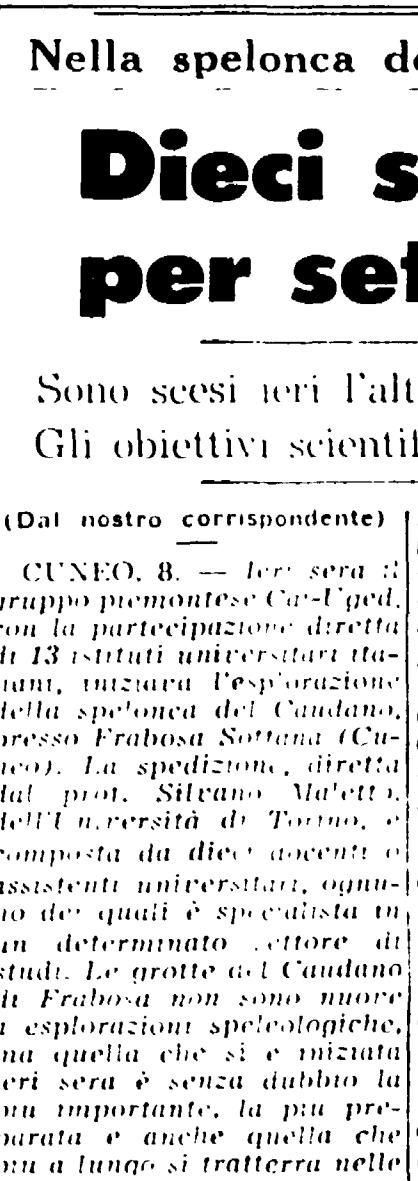 Nella spelonca de
Dieci s
per set
Sono scesi ieri l'alt
Gli obiettivi scientif
(Dal nostro corrispondente)
CUNEO, 8. — Ieri sera il
gruppo piemontese Cai-Uged,
con la partecipazione diretta
di 13 istituti universitari ita-
iani, iniziava l'esplorazione
della spelonca del Caudano,
presso Frabosa Sottana (Cu-
neo). La spedizione, diretta
dal prof. Silvano
dell'Università di Torino, è
composta da dieci docenti o
assistenti universitari, ognu-
no dei quali è specialista in
un determinato settore di
studi. Le grotte del Caudano
di Frabosa non sono nuove
a esplorazioni speleologiche,
ma quella che si è iniziata
ieri sera è senza dubbio la
più importante, la più pre-
parata e anche quella che
più a lungo si tratterrà nelle